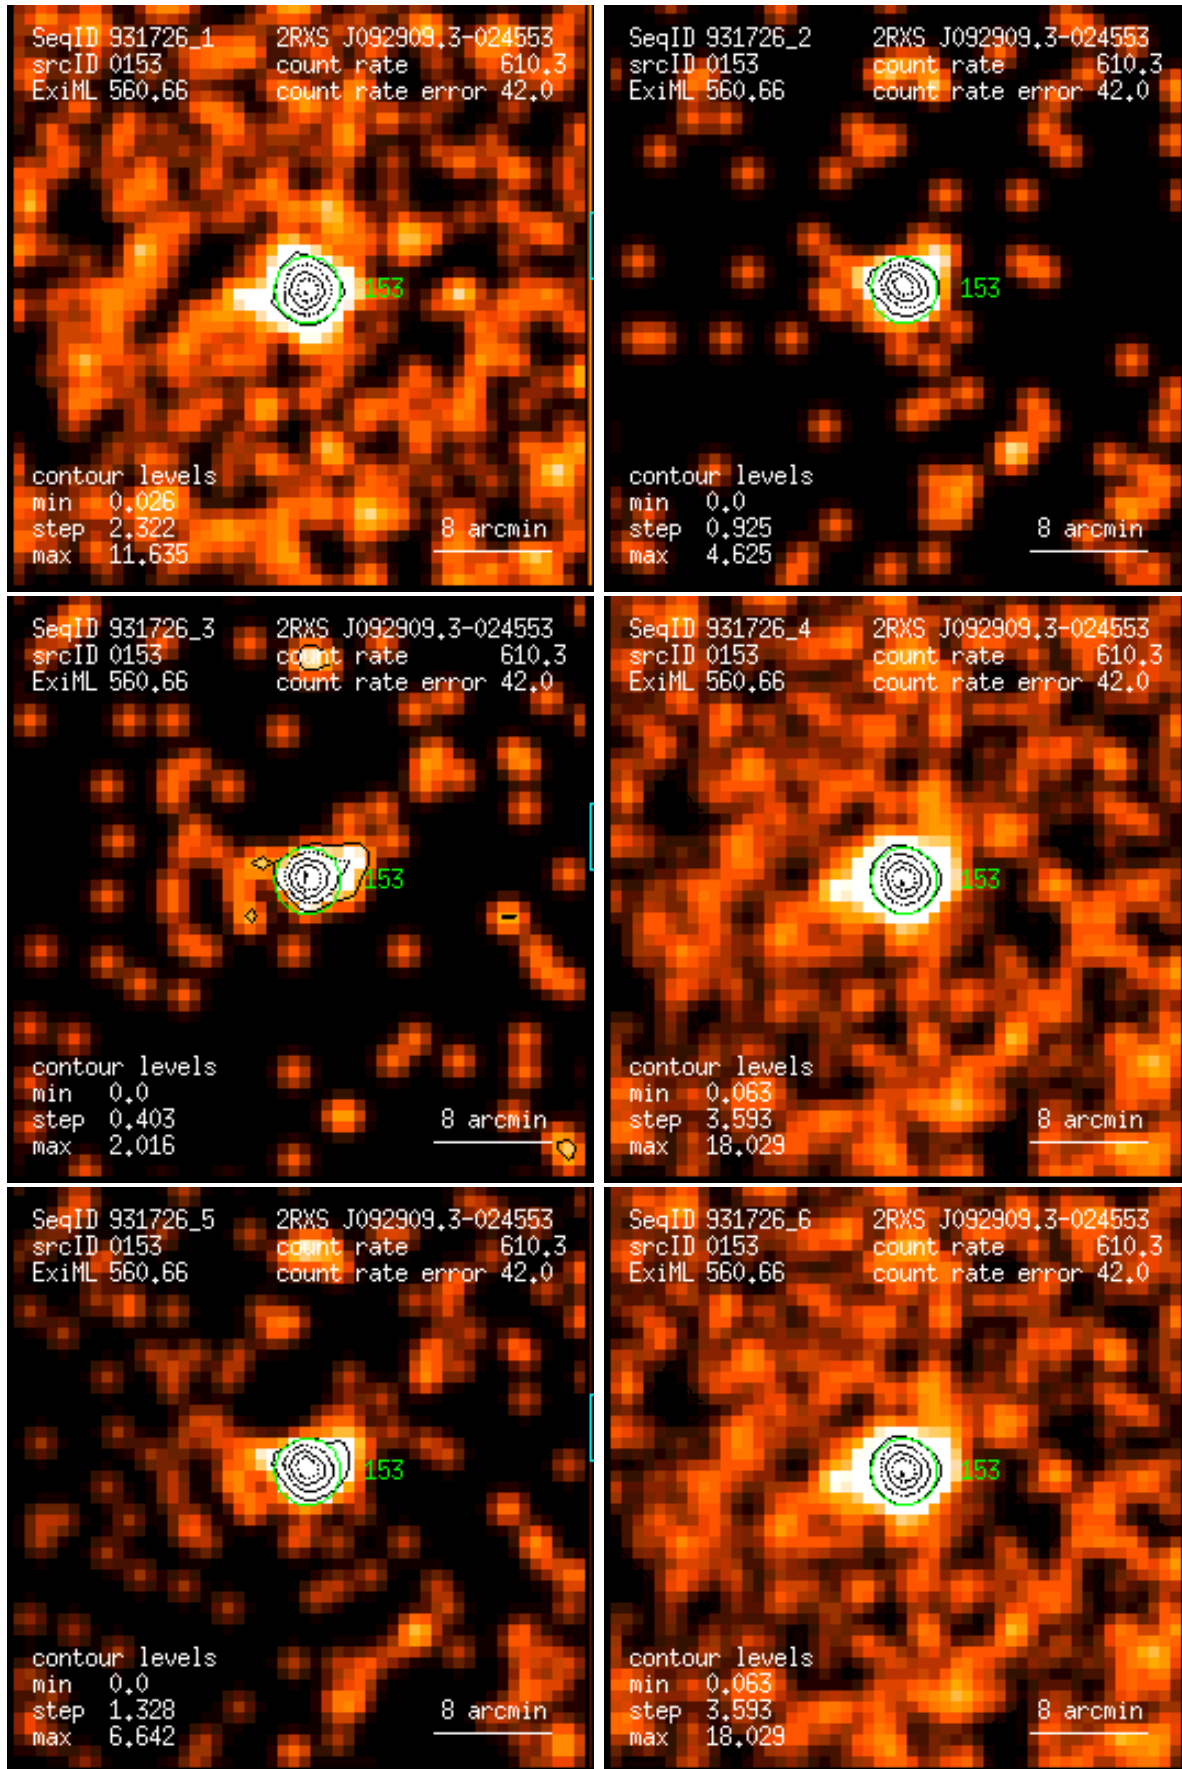 SeqID 931726_1 2RXS J092909.3-024553
srcID 0153 count rate 610.3
ExiML 560.66 count rate error 42.0
153
contour levels
min 0.026
step 2.322 8 arcmin
max 11.635
SeqID 931726_2 2RXS J092909.3-024553
srcID 0153 count rate 610.3
ExiML 560.66 count rate error 42.0
153
contour levels
min 0.0
step 0.925 8 arcmin
max 4.625
SeqID 931726_3 2RXS J092909.3-024553
srcID 0153 count rate 610.3
ExiML 560.66 count rate error 42.0
153
contour levels
min 0.0
step 0.403 8 arcmin
max 2.016
SeqID 931726_4 2RXS J092909.3-024553
srcID 0153 count rate 610.3
ExiML 560.66 count rate error 42.0
153
contour levels
min 0.063
step 3.593 8 arcmin
max 18.029
SeqID 931726_5 2RXS J092909.3-024553
srcID 0153 count rate 610.3
ExiML 560.66 count rate error 42.0
153
contour levels
min 0.0
step 1.328 8 arcmin
max 6.642
SeqID 931726_6 2RXS J092909.3-024553
srcID 0153 count rate 610.3
ExiML 560.66 count rate error 42.0
153
contour levels
min 0.063
step 3.593 8 arcmin
max 18.029